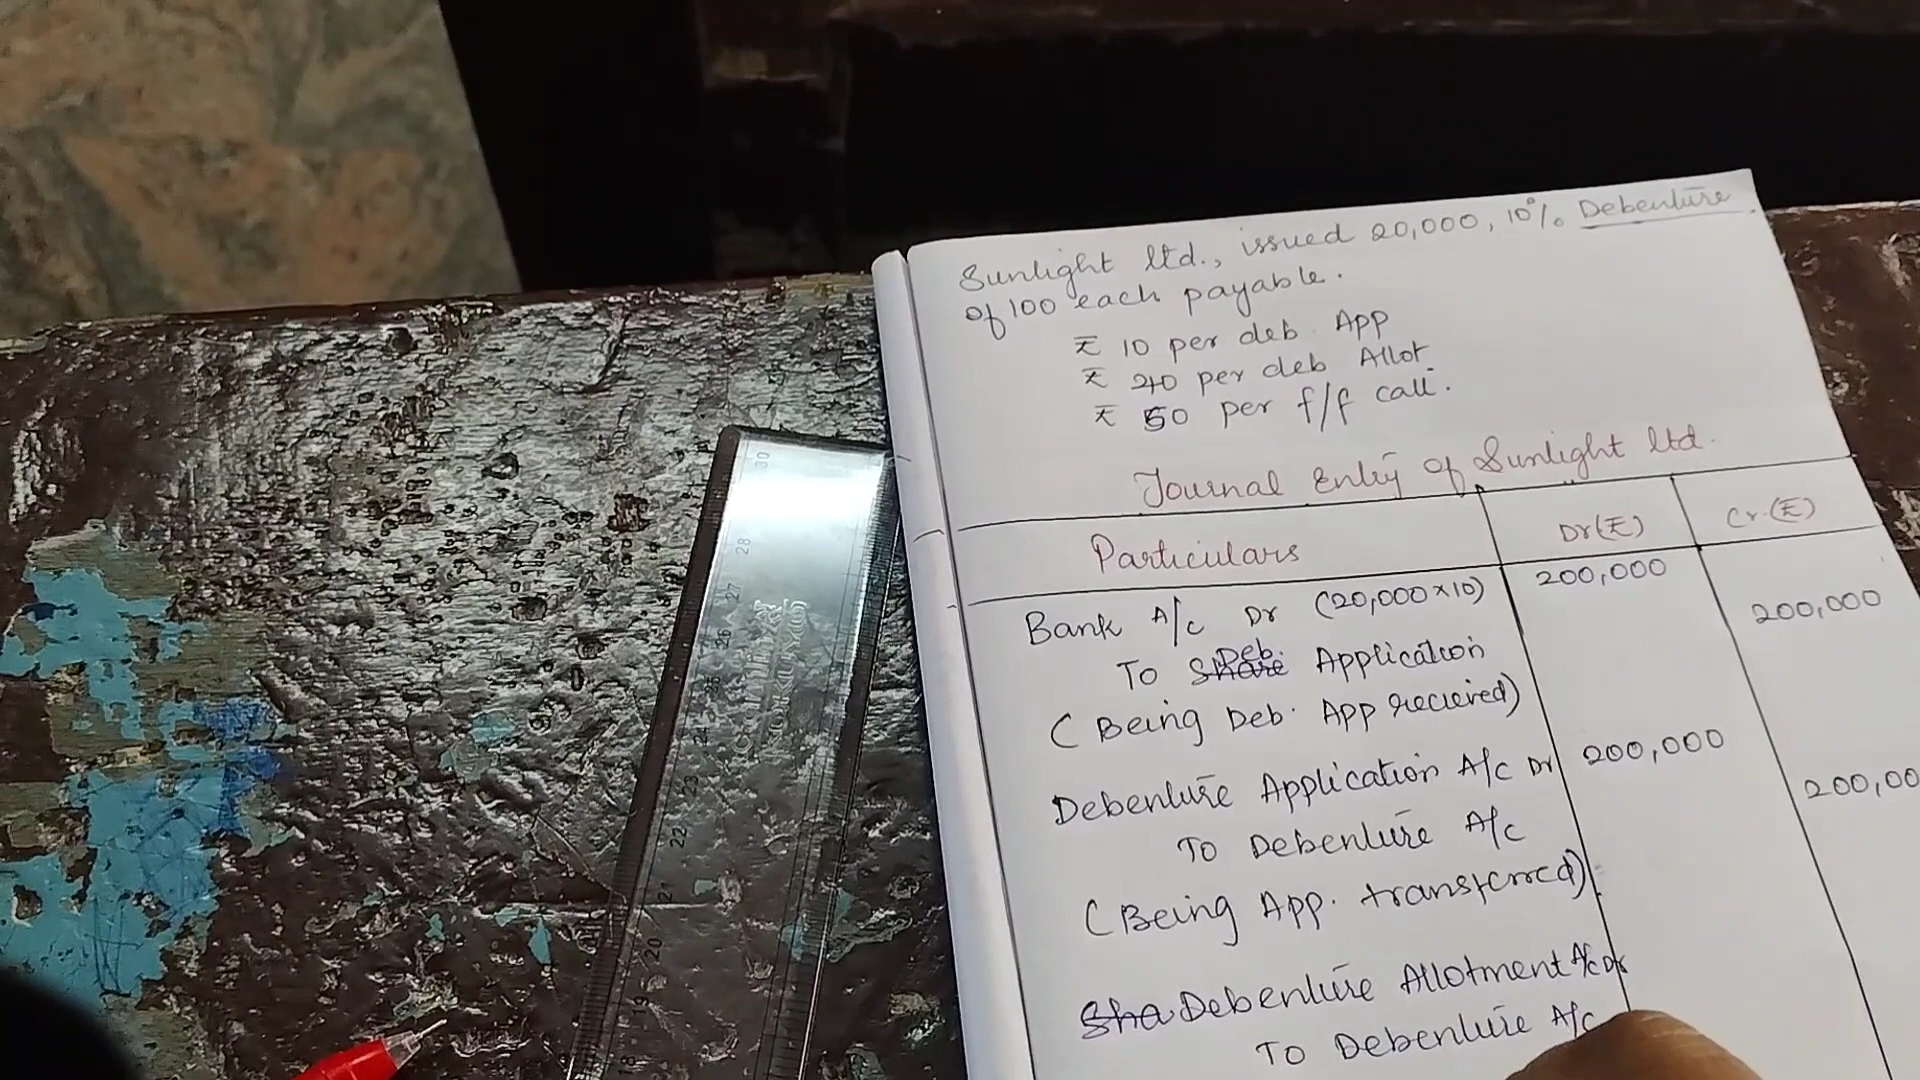 Sunlight ltd., issued 20,000, 10% Debenture
of 100 each payable.
₹ 10 per deb. App
₹ 40 per deb Allot
₹ 50 per f/f call.
Journal Entry of Sunlight ltd.
Particulars Dr(₹) Cr.(₹)
Bank A/c Dr (20,000×10) 200,000
To Share Deb. Application 200,000
(Being Deb. App recieved)
Debenture Application A/c Dr 200,000
To Debenture A/c 200,00
(Being App. transferred)
Sha Debenture Allotment A/c Dr
To Debenture A/c
30
28
27
26
25
24
23
22
21
20
19
18